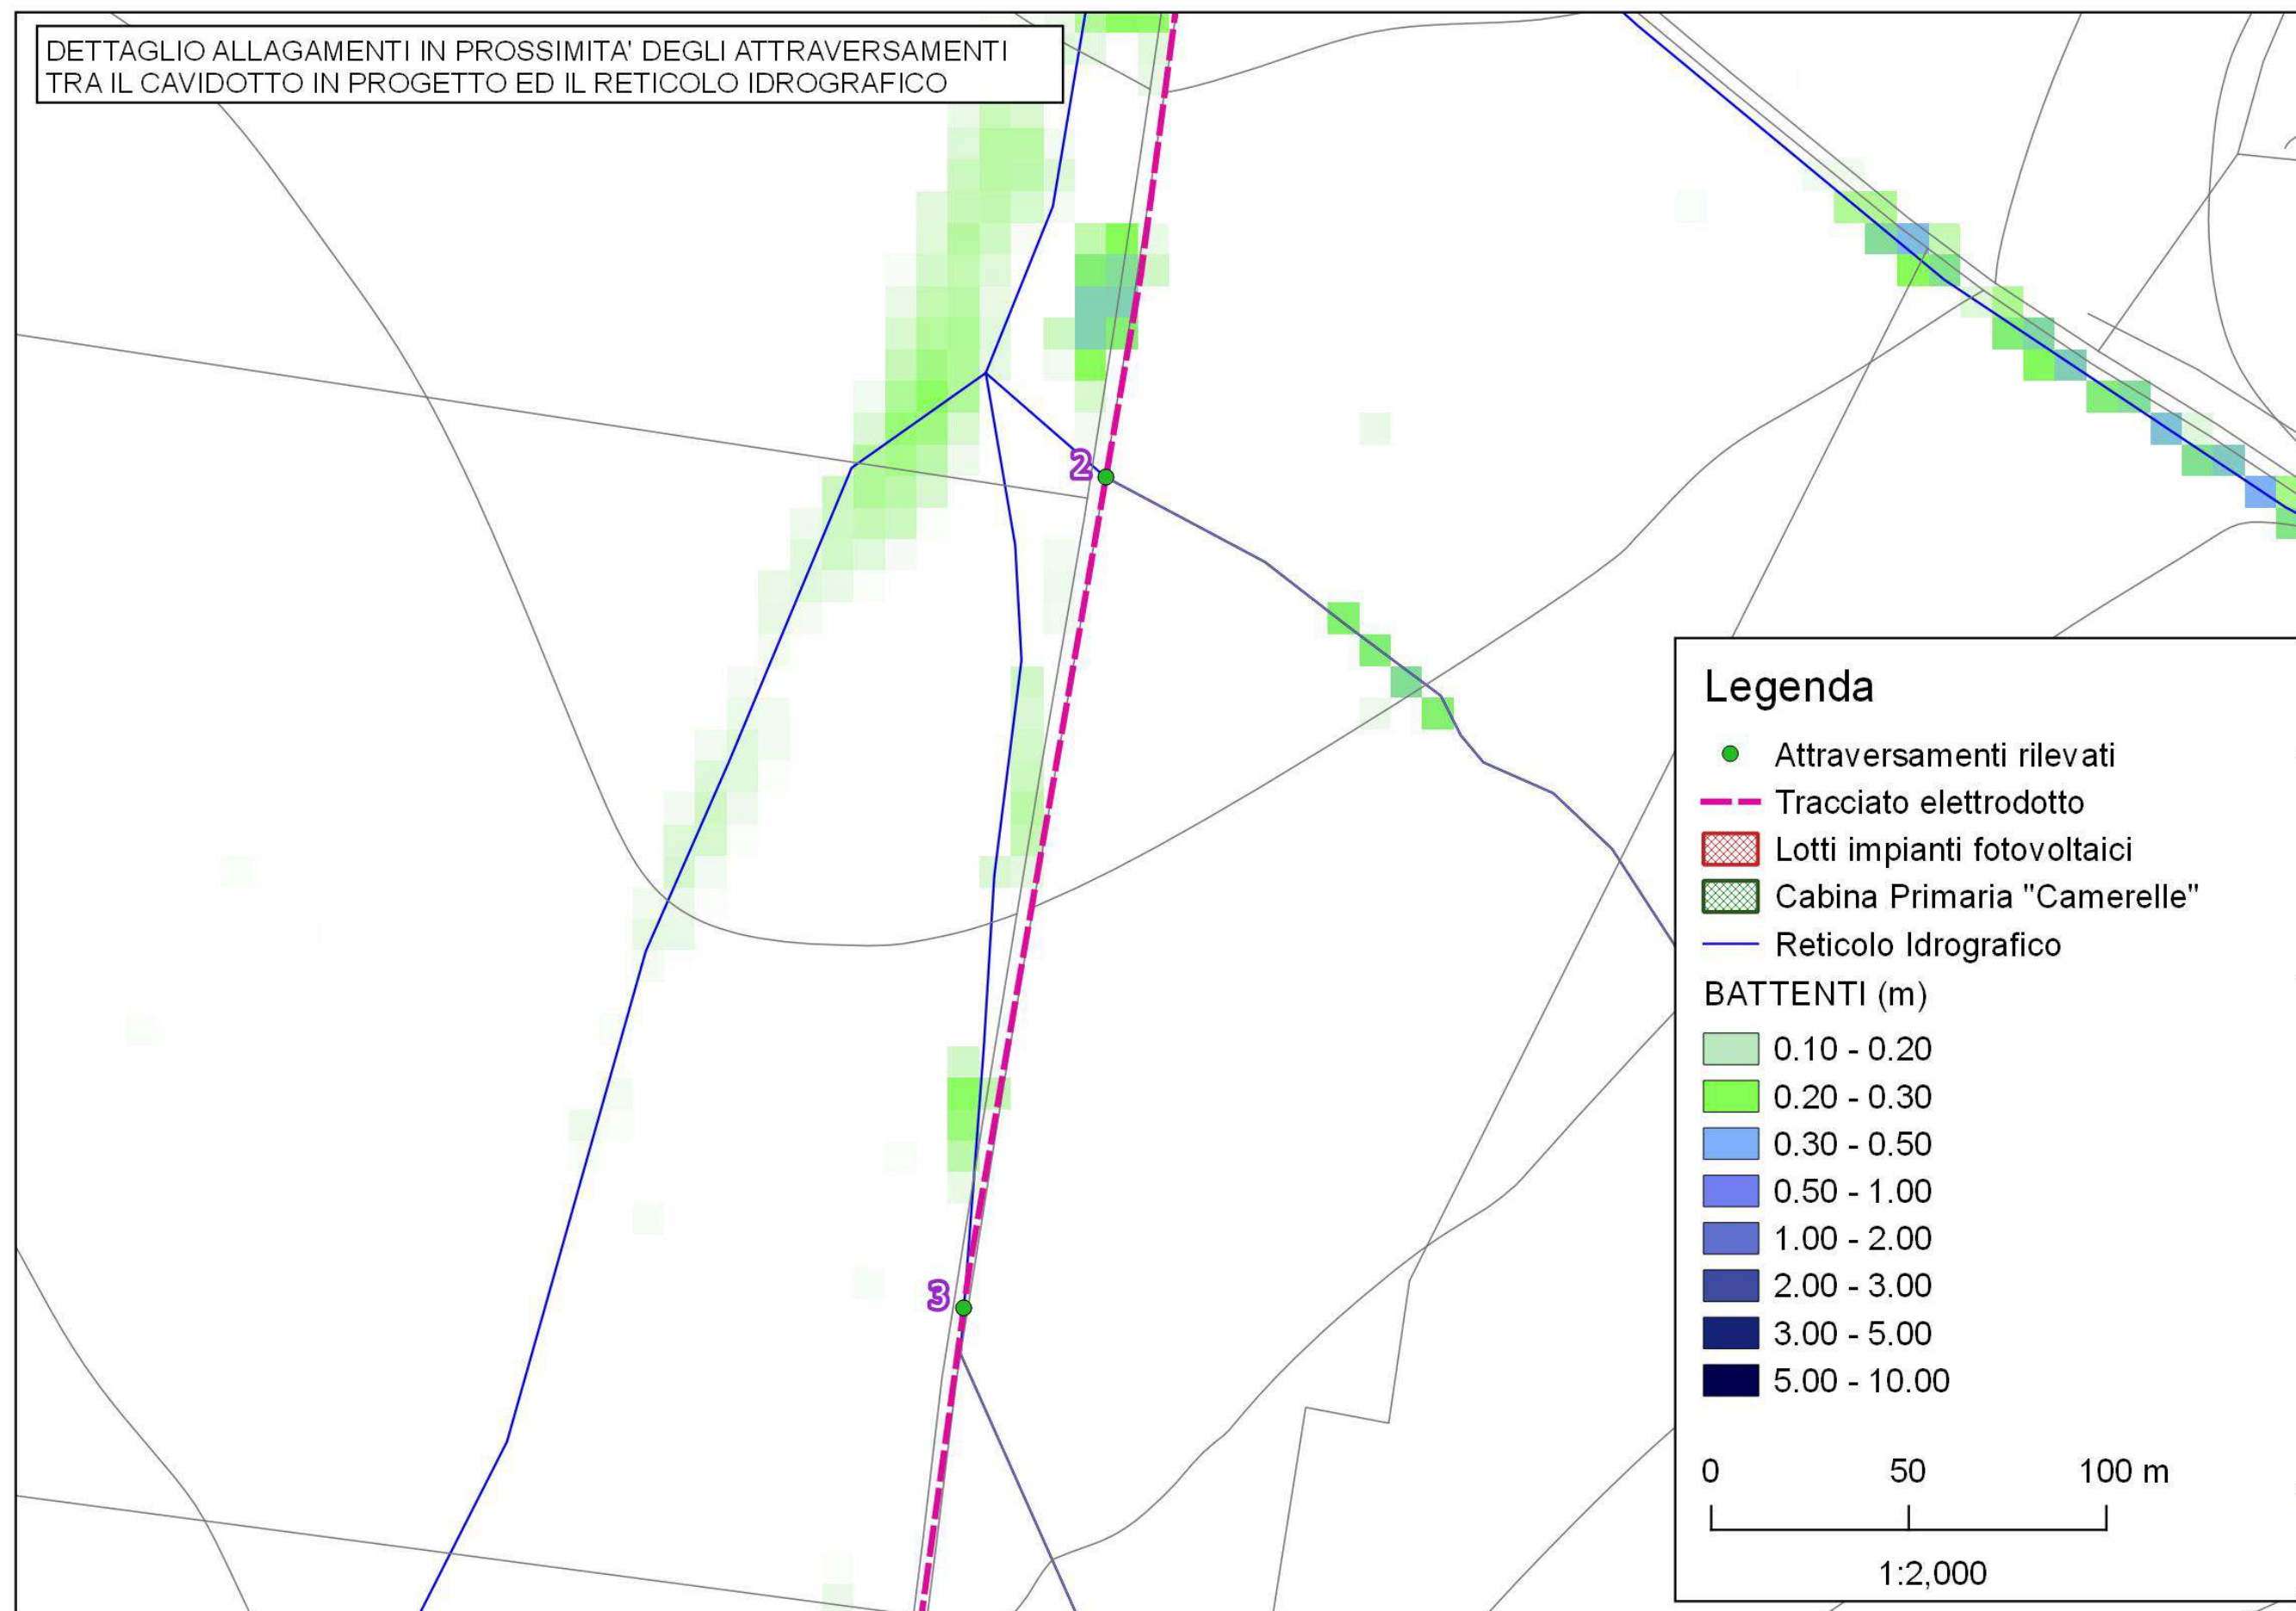 DETTAGLIO ALLAGAMENTI IN PROSSIMITA' DEGLI ATTRAVERSAMENTI
TRA IL CAVIDOTTO IN PROGETTO ED IL RETICOLO IDROGRAFICO
2
3
Legenda
Attraversamenti rilevati
Tracciato elettrodotto
Lotti impianti fotovoltaici
Cabina Primaria "Camerelle"
Reticolo Idrografico
BATTENTI (m)
0.10 - 0.20
0.20 - 0.30
0.30 - 0.50
0.50 - 1.00
1.00 - 2.00
2.00 - 3.00
3.00 - 5.00
5.00 - 10.00
0 50 100 m
1:2,000